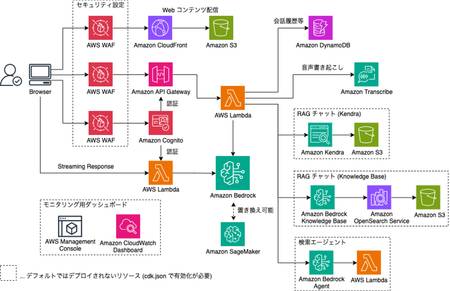 セキュリティ設定
Web コンテンツ配信
会話履歴等
AWS WAF
Amazon CloudFront
Amazon S3
Amazon DynamoDB
音声書き起こし
Browser
AWS WAF
Amazon API Gateway
AWS Lambda
Amazon Transcribe
認証
RAG チャット (Kendra)
AWS WAF
Amazon Cognito
Amazon Kendra
Amazon S3
認証
Streaming Response
AWS Lambda
Amazon Bedrock
RAG チャット (Knowledge Base)
Amazon Bedrock
Knowledge Base
Amazon
OpenSearch Service
Amazon S3
モニタリング用ダッシュボード
置き換え可能
AWS Management
Console
Amazon CloudWatch
Dashboard
Amazon SageMaker
検索エージェント
Amazon Bedrock
Agent
AWS Lambda
... デフォルトではデプロイされないリソース (cdk.json で有効化が必要)